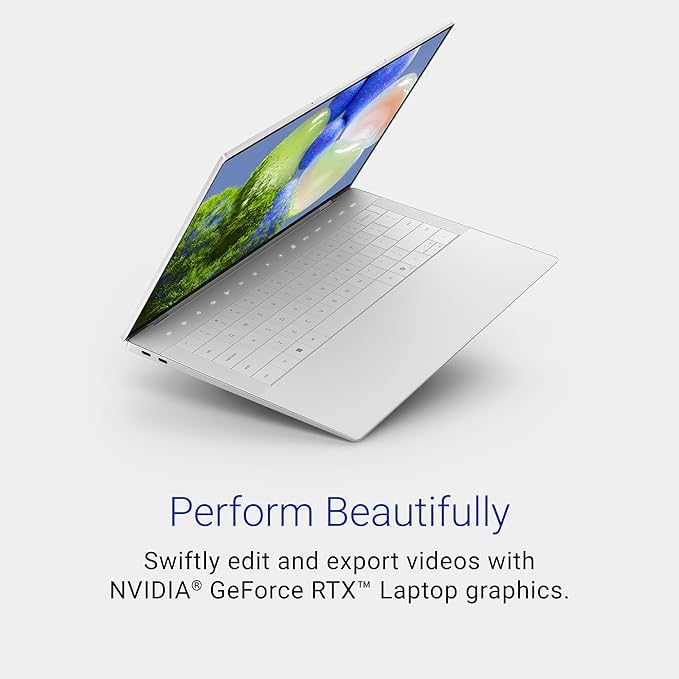 Perform Beautifully
Swiftly edit and export videos with
NVIDIA® GeForce RTX™ Laptop graphics.